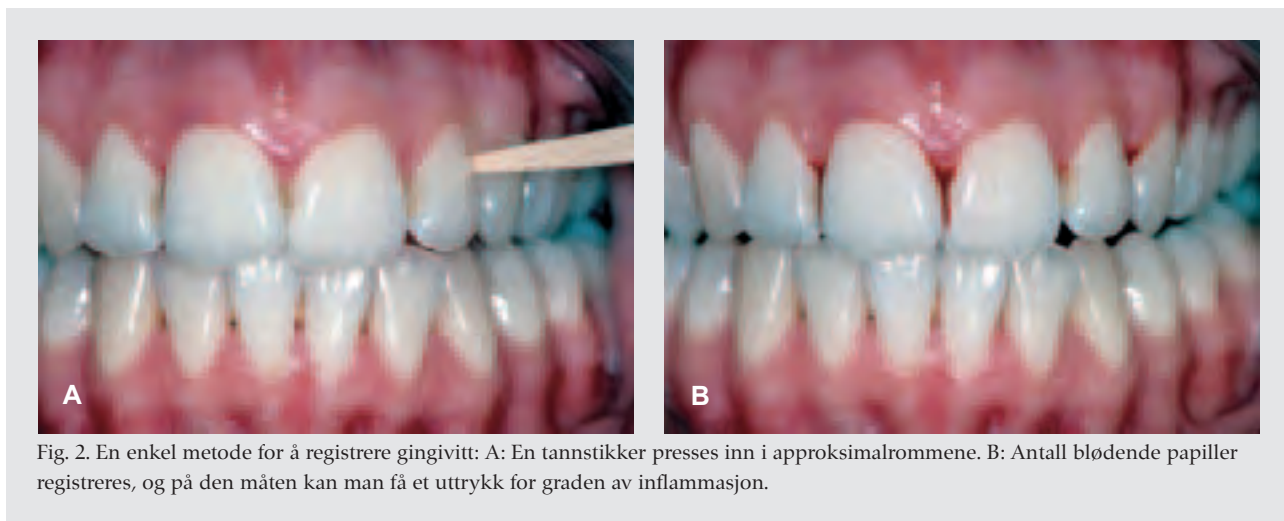 A
B
Fig. 2. En enkel metode for å registrere gingivitt: A: En tannstikker presses inn i approksimalrommene. B: Antall blødende papiller
registreres, og på den måten kan man få et uttrykk for graden av inflammasjon.